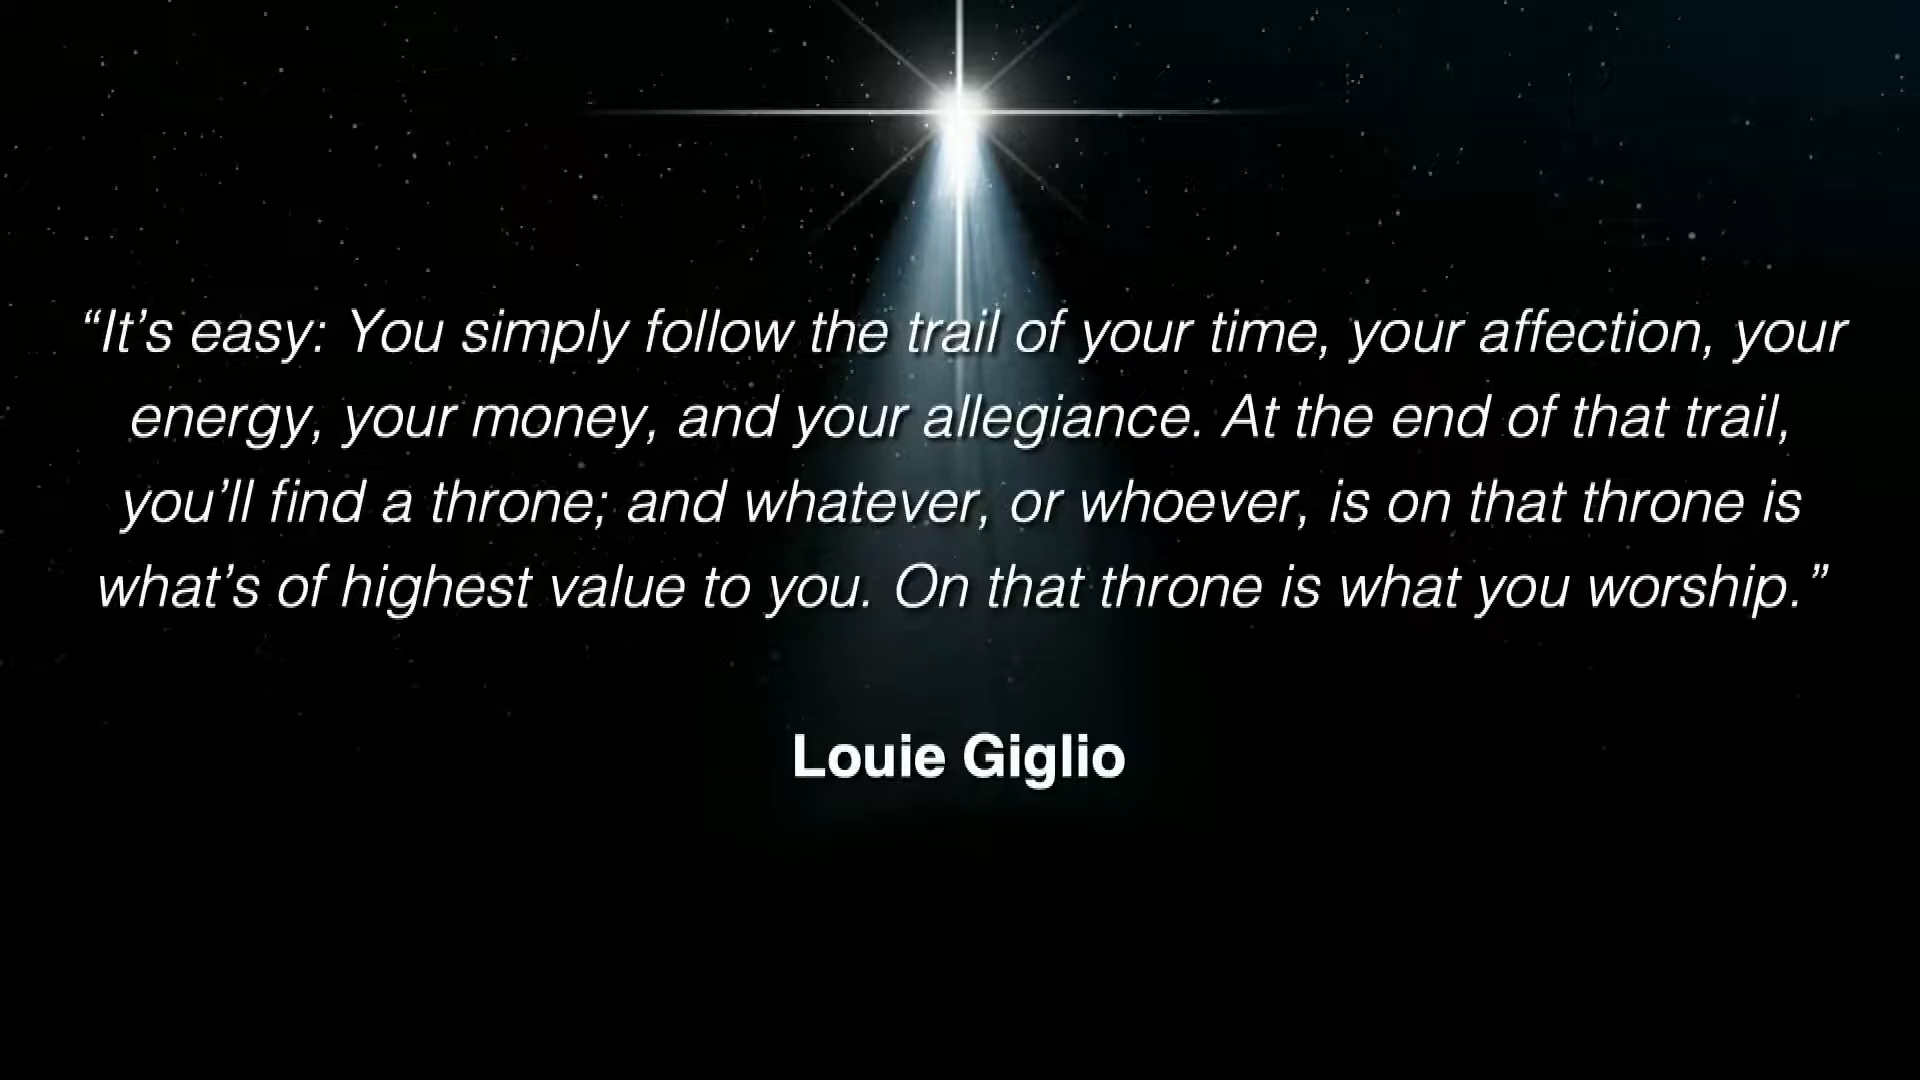 “It’s easy: You simply follow the trail of your time, your affection, your
energy, your money, and your allegiance. At the end of that trail,
you’ll find a throne; and whatever, or whoever, is on that throne is
what’s of highest value to you. On that throne is what you worship.”
Louie Giglio